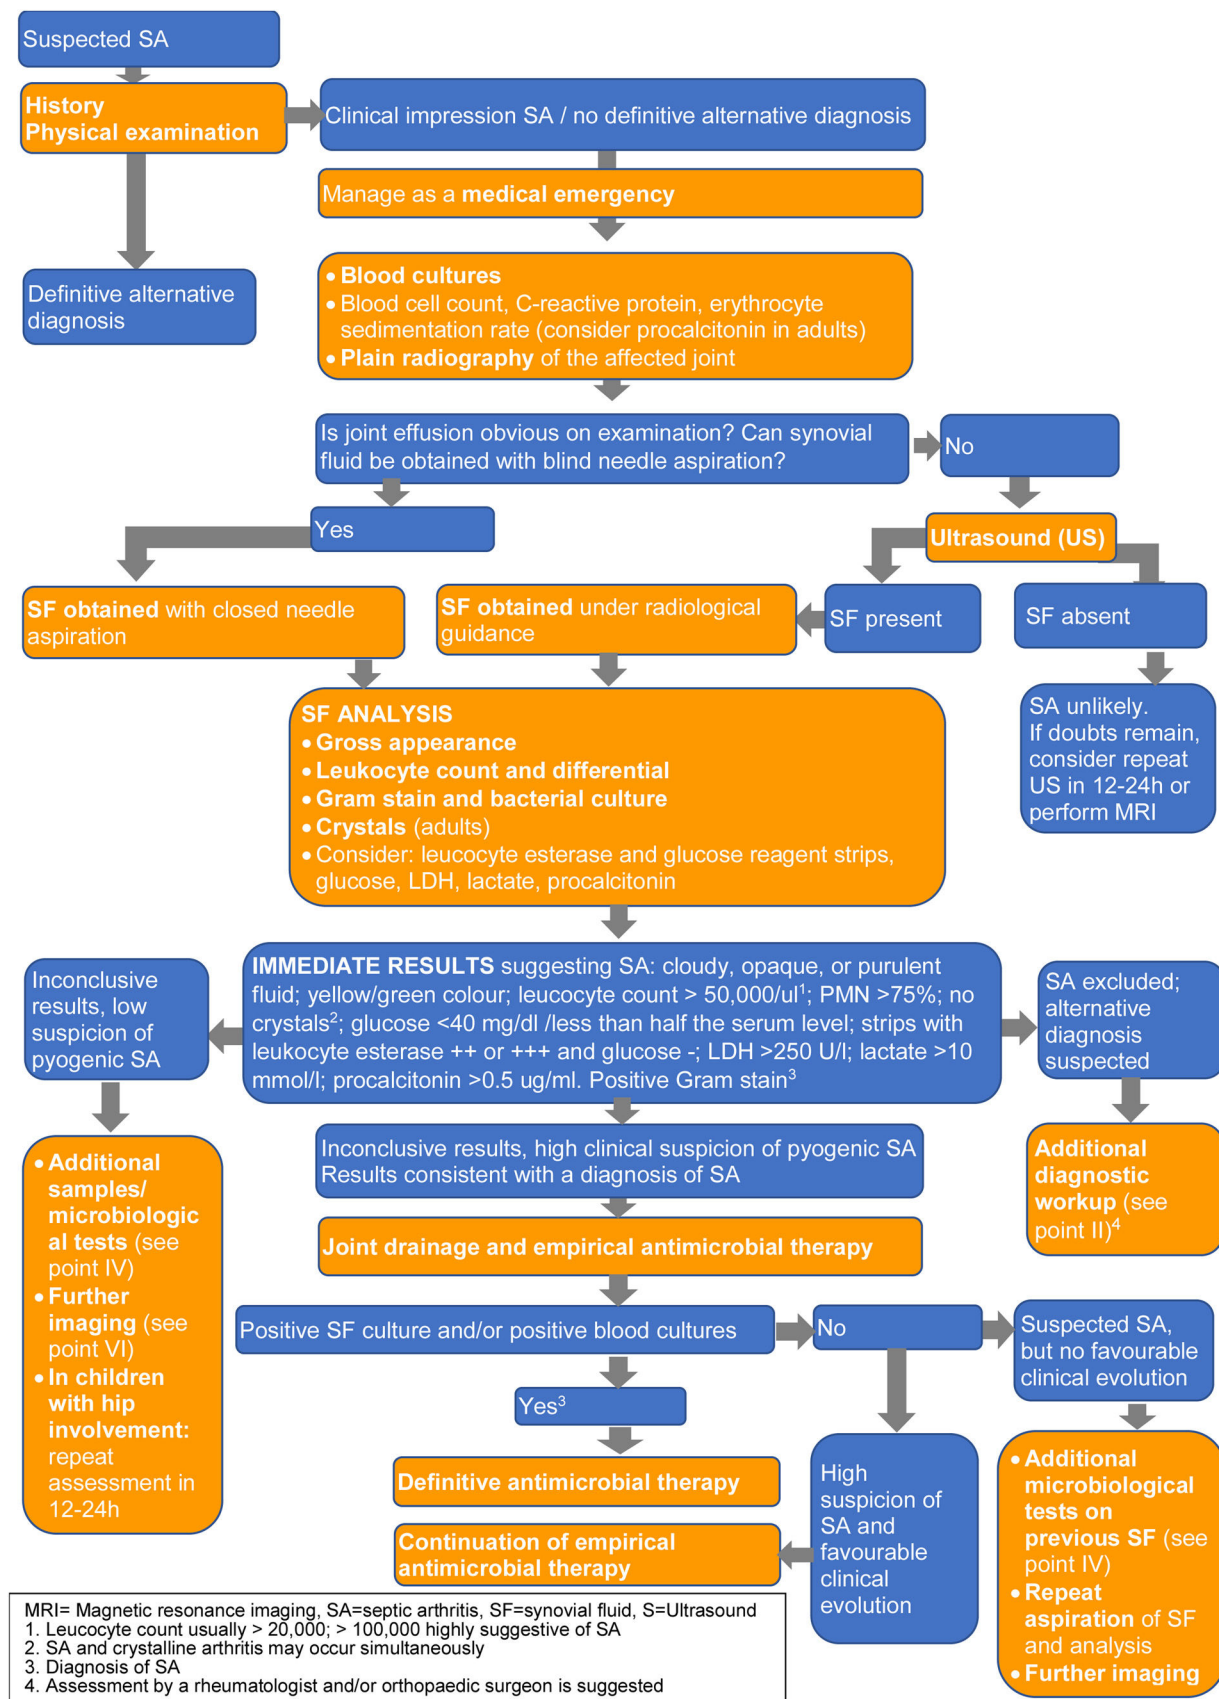 Suspected SA
History
Physical examination
Clinical impression SA / no definitive alternative diagnosis
Manage as a medical emergency
Definitive alternative
diagnosis
• Blood cultures
• Blood cell count, C-reactive protein, erythrocyte
sedimentation rate (consider procalcitonin in adults)
• Plain radiography of the affected joint
Is joint effusion obvious on examination? Can synovial
fluid be obtained with blind needle aspiration?
No
Yes
Ultrasound (US)
SF obtained with closed needle
aspiration
SF obtained under radiological
guidance
SF present
SF absent
SA unlikely.
If doubts remain,
consider repeat
US in 12-24h or
perform MRI
SF ANALYSIS
• Gross appearance
• Leukocyte count and differential
• Gram stain and bacterial culture
• Crystals (adults)
• Consider: leucocyte esterase and glucose reagent strips,
glucose, LDH, lactate, procalcitonin
Inconclusive
results, low
suspicion of
pyogenic SA
IMMEDIATE RESULTS suggesting SA: cloudy, opaque, or purulent
fluid; yellow/green colour; leucocyte count > 50,000/ul¹; PMN >75%; no
crystals²; glucose <40 mg/dl /less than half the serum level; strips with
leukocyte esterase ++ or +++ and glucose -; LDH >250 U/l; lactate >10
mmol/l; procalcitonin >0.5 ug/ml. Positive Gram stain³
SA excluded;
alternative
diagnosis
suspected
Inconclusive results, high clinical suspicion of pyogenic SA
Results consistent with a diagnosis of SA
Additional
diagnostic
workup (see
point II)⁴
• Additional
samples/
microbiologic
al tests (see
point IV)
• Further
imaging (see
point VI)
• In children
with hip
involvement:
repeat
assessment in
12-24h
Joint drainage and empirical antimicrobial therapy
Positive SF culture and/or positive blood cultures
No
Suspected SA,
but no favourable
clinical evolution
Yes³
Definitive antimicrobial therapy
Continuation of empirical
antimicrobial therapy
High
suspicion of
SA and
favourable
clinical
evolution
• Additional
microbiological
tests on
previous SF (see
point IV)
• Repeat
aspiration of SF
and analysis
• Further imaging
MRI= Magnetic resonance imaging, SA=septic arthritis, SF=synovial fluid, S=Ultrasound
1. Leucocyte count usually > 20,000; > 100,000 highly suggestive of SA
2. SA and crystalline arthritis may occur simultaneously
3. Diagnosis of SA
4. Assessment by a rheumatologist and/or orthopaedic surgeon is suggested